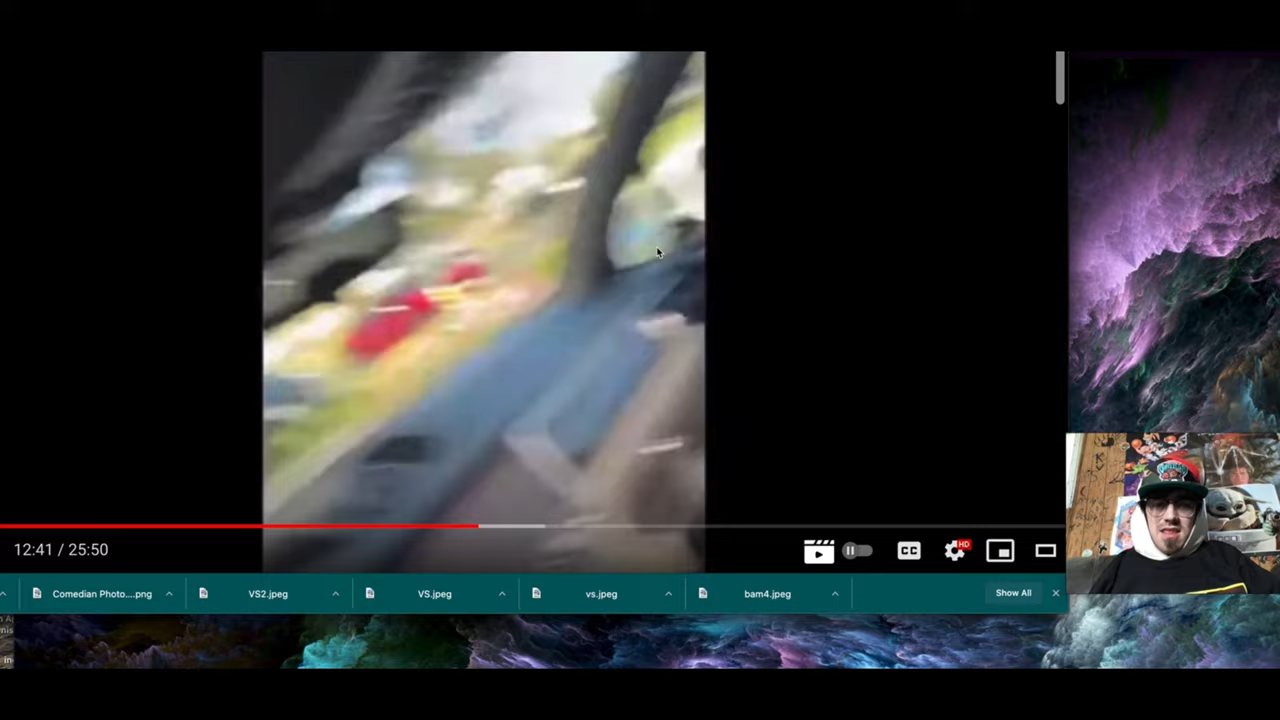 12:41 / 25:50
CC
HD
Comedian Photo....png
VS2.jpeg
VS.jpeg
vs.jpeg
bam4.jpeg
Show All